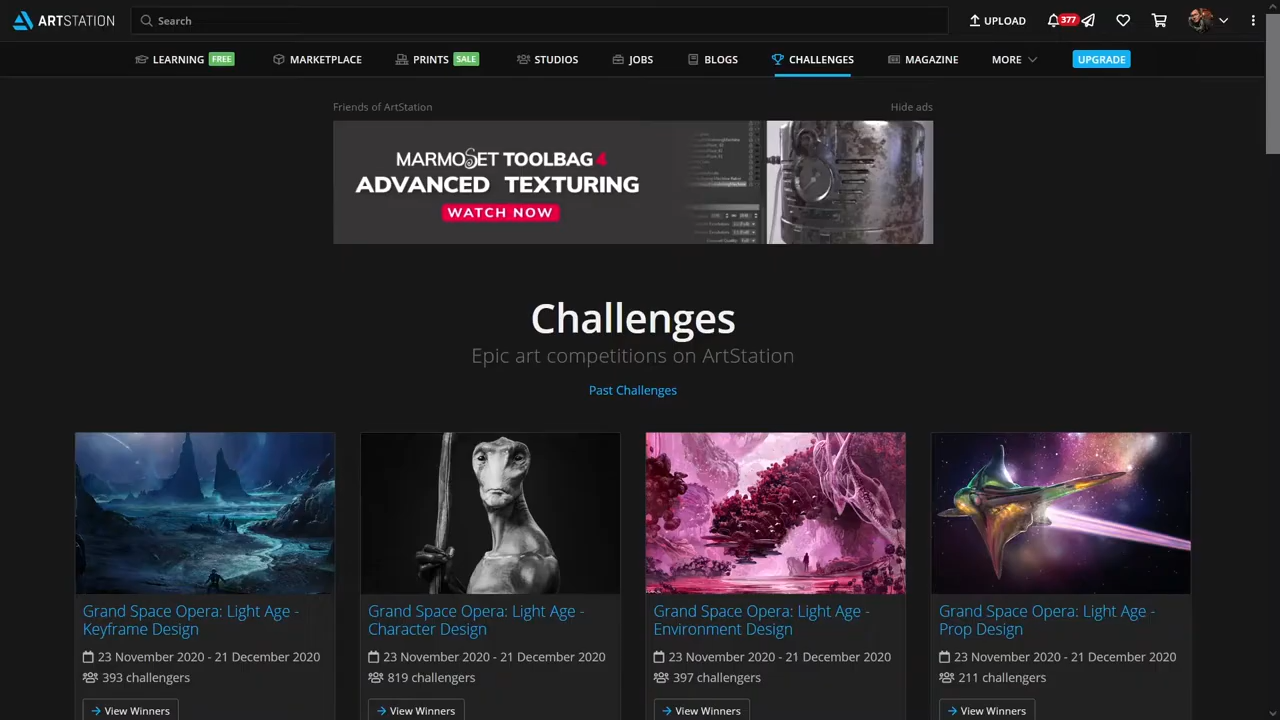 ARTSTATION
Search
UPLOAD
377
LEARNING FREE
MARKETPLACE
PRINTS SALE
STUDIOS
JOBS
BLOGS
CHALLENGES
MAGAZINE
MORE
UPGRADE
Friends of ArtStation
Hide ads
MARMOSET TOOLBAG 4
ADVANCED TEXTURING
WATCH NOW
Challenges
Epic art competitions on ArtStation
Past Challenges
Grand Space Opera: Light Age -
Keyframe Design
23 November 2020 - 21 December 2020
393 challengers
View Winners
Grand Space Opera: Light Age -
Character Design
23 November 2020 - 21 December 2020
819 challengers
View Winners
Grand Space Opera: Light Age -
Environment Design
23 November 2020 - 21 December 2020
397 challengers
View Winners
Grand Space Opera: Light Age -
Prop Design
23 November 2020 - 21 December 2020
211 challengers
View Winners